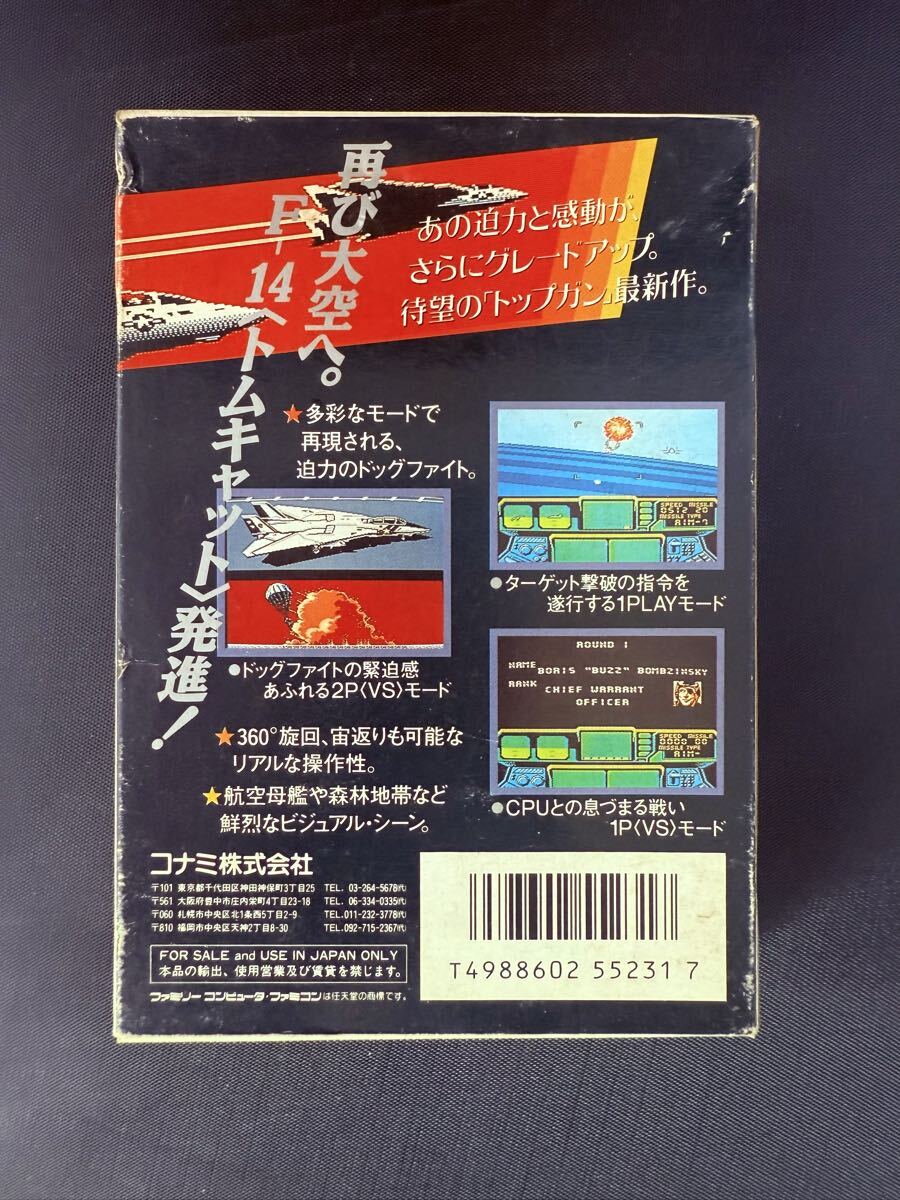 再び大空へ。
F-14〈トムキャット〉発進！
あの迫力と感動が、
さらにグレードアップ。
待望の「トップガン」最新作。
★多彩なモードで
再現される、
迫力のドッグファイト。
SPEED MISSILE
0512 20
MISSILE TYPE
AIM-7
●ターゲット撃破の指令を
遂行する1PLAYモード
●ドッグファイトの緊迫感
あふれる2P〈VS〉モード
ROUND 1
NAME
BORIS "BUZZ" BOMBZINSKY
RANK
CHIEF WARRANT
OFFICER
SPEED MISSILE
0000 00
MISSILE TYPE
AIM-
★360°旋回、宙返りも可能な
リアルな操作性。
★航空母艦や森林地帯など
鮮烈なビジュアル・シーン。
●CPUとの息づまる戦い
1P〈VS〉モード
コナミ株式会社
〒101 東京都千代田区神田神保町3丁目25 TEL. 03-264-5678㈹
〒561 大阪府豊中市庄内栄町4丁目23-18 TEL. 06-334-0335㈹
〒060 札幌市中央区北1条西5丁目2-9 TEL.011-232-3778㈹
〒810 福岡市中央区天神2丁目8-30 TEL.092-715-2367㈹
FOR SALE and USE IN JAPAN ONLY
本品の輸出、使用営業及び賃貸を禁じます。
ファミリーコンピュータ・ファミコンは任天堂の商標です。
T4988602 55231 7